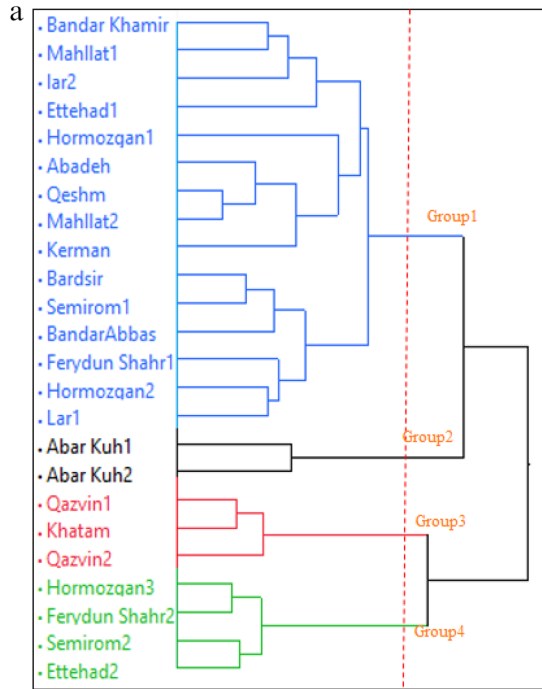 a
• Bandar Khamir
• Mahllat1
• Iar2
• Ettehad1
• Hormozgan1
• Abadeh
• Qeshm
• Mahllat2
• Kerman
• Bardsir
• Semirom1
• BandarAbbas
• Ferydun Shahr1
• Hormozgan2
• Lar1
• Abar Kuh1
• Abar Kuh2
• Qazvin1
• Khatam
• Qazvin2
• Hormozgan3
• Ferydun Shahr2
• Semirom2
• Ettehad2
Group1
Group2
Group3
Group4